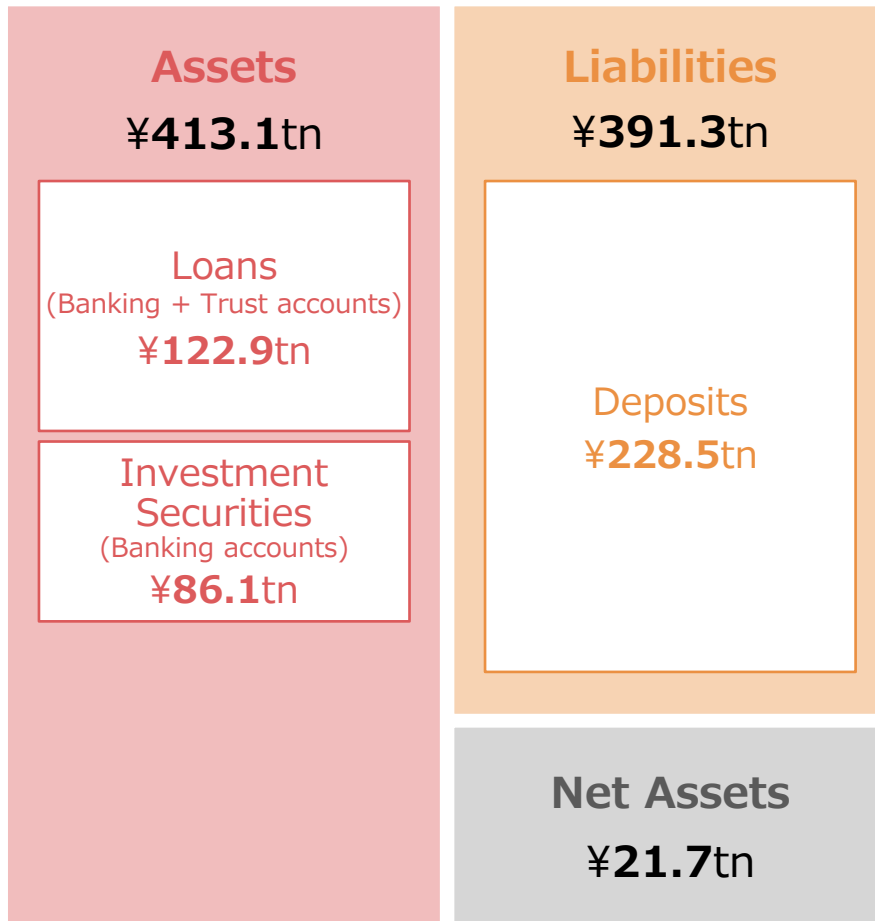 Assets
¥413.1tn
Loans
(Banking + Trust accounts)
¥122.9tn
Investment
Securities
(Banking accounts)
¥86.1tn
Liabilities
¥391.3tn
Deposits
¥228.5tn
Net Assets
¥21.7tn